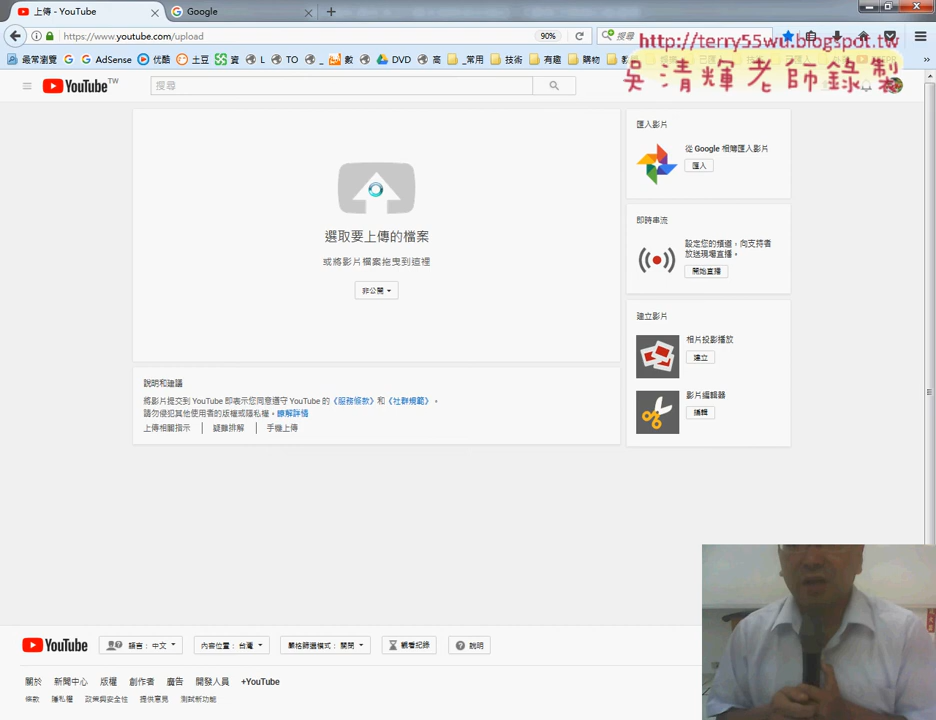 上傳 - YouTube
Google
https://www.youtube.com/upload
90%
搜尋
http://terry55wu.blogspot.tw
最常瀏覽
AdSense
优酷
土豆
資
L
TO
_
數
DVD
高
_常用
技術
有趣
購物
吳清輝老師錄製
YouTube TW
搜尋
選取要上傳的檔案
或將影片檔案拖曳到這裡
非公開
匯入影片
從 Google 相簿匯入影片
匯入
即時串流
設定您的頻道，向支持者
放送現場直播。
開始直播
建立影片
相片投影播放
建立
影片編輯器
編輯
說明和建議
將影片提交到 YouTube 即表示您同意遵守 YouTube 的《服務條款》和《社群規範》。
請勿侵犯其他使用者的版權或隱私權。瞭解詳情
上傳相關指示
疑難排解
手機上傳
YouTube
語言：中文
內容位置：台灣
嚴格篩選模式：關閉
觀看記錄
說明
關於 新聞中心 版權 創作者 廣告 開發人員 +YouTube
條款 隱私權 政策與安全性 提供意見 測試新功能